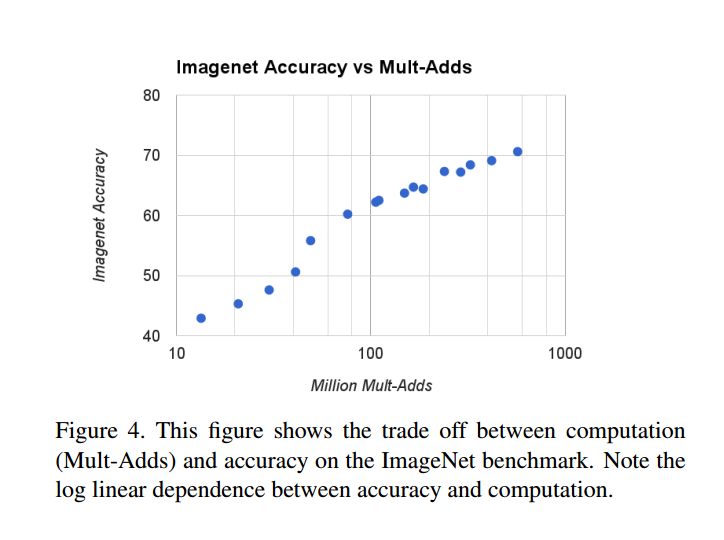 Imagenet Accuracy vs Mult-Adds
80
70
60
50
40
Imagenet Accuracy
10 100 1000
Million Mult-Adds
Figure 4. This figure shows the trade off between computation
(Mult-Adds) and accuracy on the ImageNet benchmark. Note the
log linear dependence between accuracy and computation.